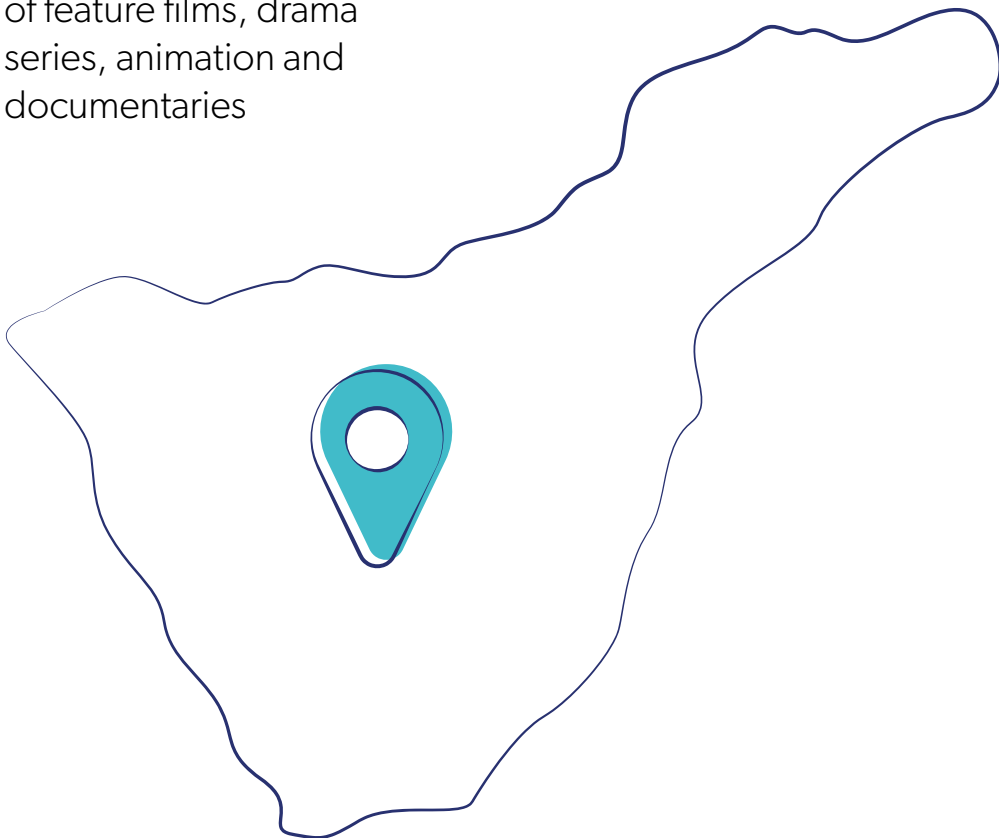 of feature films, drama
series, animation and
documentaries